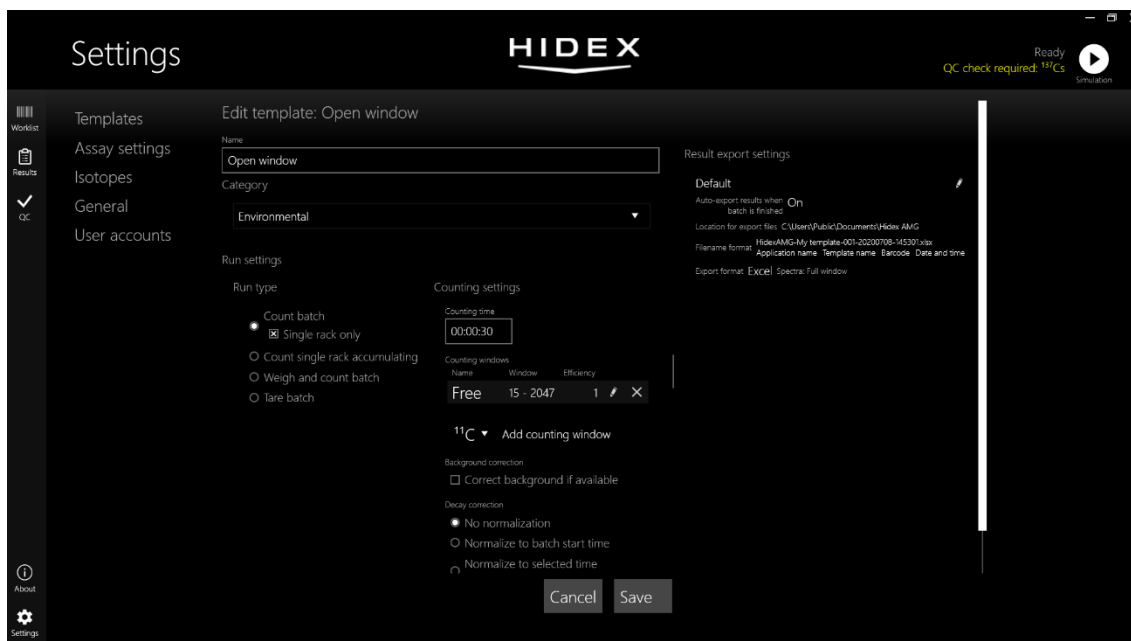 Settings
HIDEX
Ready
QC check required: ¹³⁷Cs
Simulation
Worklist
Results
QC
About
Settings
Templates
Assay settings
Isotopes
General
User accounts
Edit template: Open window
Name
Open window
Category
Environmental
Run settings
Run type
Count batch
Single rack only
Count single rack accumulating
Weigh and count batch
Tare batch
Counting settings
Counting time
00:00:30
Counting windows
Name Window Efficiency
Free 15 - 2047 1
¹¹C Add counting window
Background correction
Correct background if available
Decay correction
No normalization
Normalize to batch start time
Normalize to selected time
Cancel Save
Result export settings
Default
Auto-export results when batch is finished On
Location for export files C:\Users\Public\Documents\Hidex AMG
Filename format HidexAMG-My template-001-20200708-145301.xlsx
Application name Template name Barcode Date and time
Export format Excel Spectra: Full window